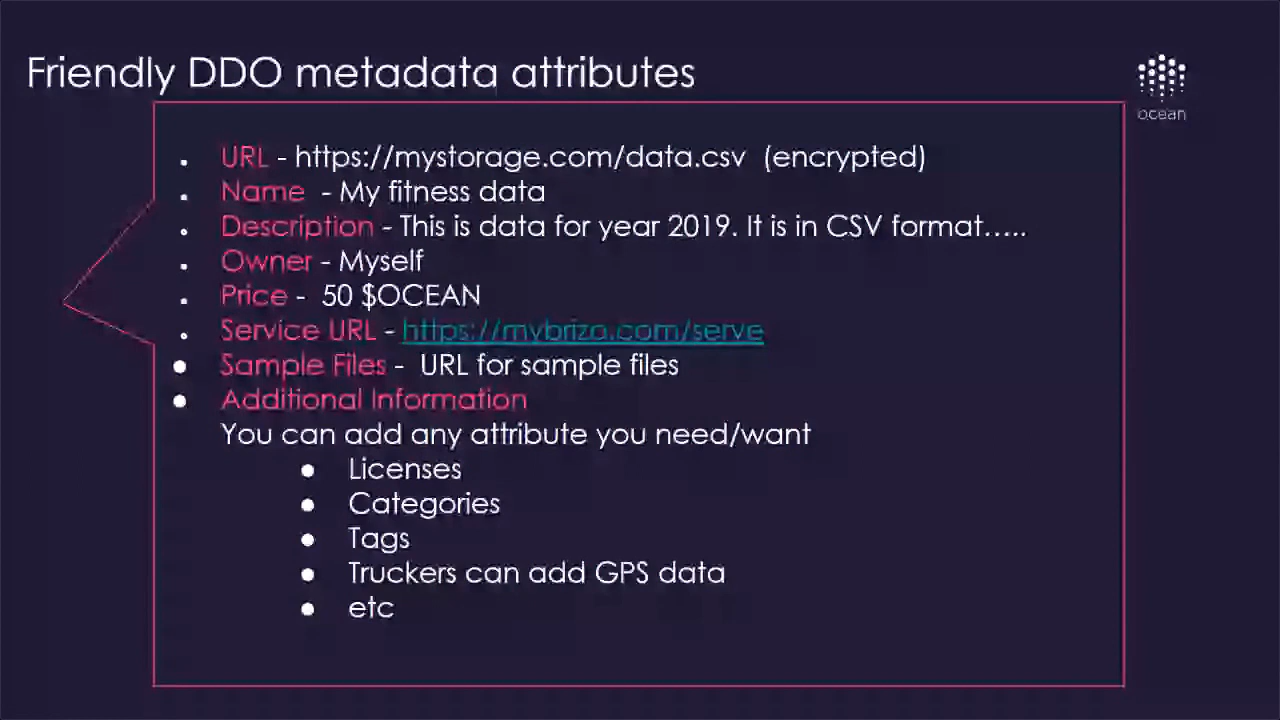 Friendly DDO metadata attributes
ocean
URL - https://mystorage.com/data.csv (encrypted)
Name - My fitness data
Description - This is data for year 2019. It is in CSV format.....
Owner - Myself
Price - 50 $OCEAN
Service URL - https://mybriza.com/serve
Sample Files - URL for sample files
Additional Information
You can add any attribute you need/want
Licenses
Categories
Tags
Truckers can add GPS data
etc